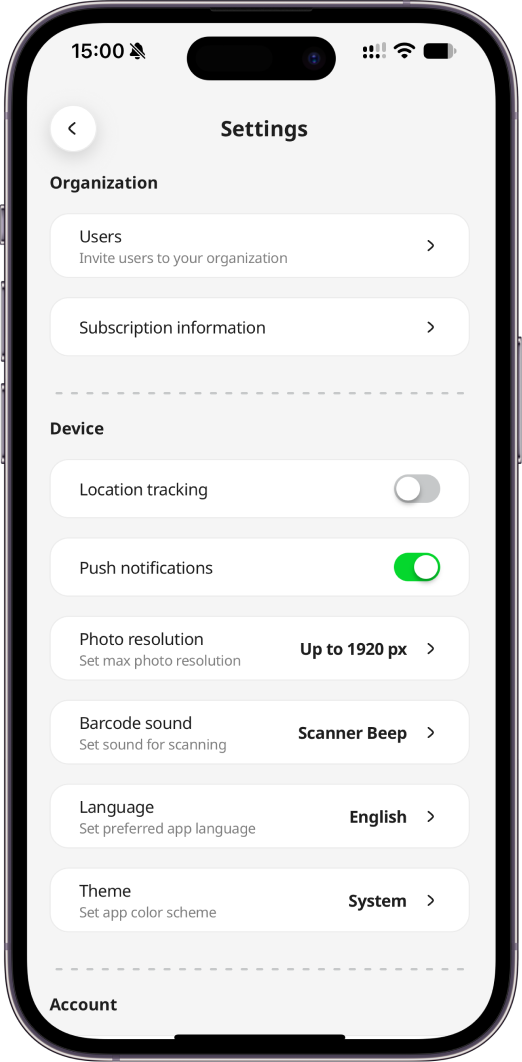 15:00
Settings
Organization
Users
Invite users to your organization
Subscription information
Device
Location tracking
Push notifications
Photo resolution
Set max photo resolution
Up to 1920 px
Barcode sound
Set sound for scanning
Scanner Beep
Language
Set preferred app language
English
Theme
Set app color scheme
System
Account